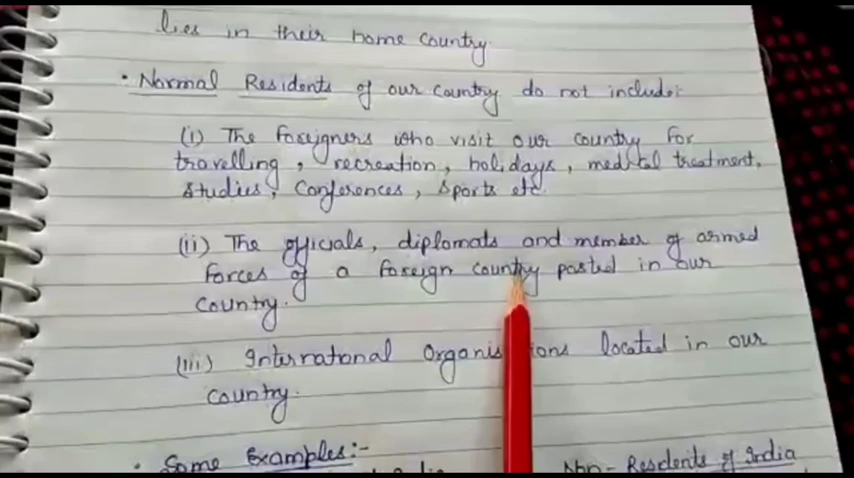 lies in their home country.
• Normal Residents of our country do not include:
(i) The foreigners who visit our country for
travelling, recreation, holidays, medical treatment,
studies, conferences, sports etc.
(ii) The officials, diplomats and member of armed
forces of a foreign country posted in our
country.
(iii) International Organisations located in our
country.
• Some Examples:-
Non-Residents of India